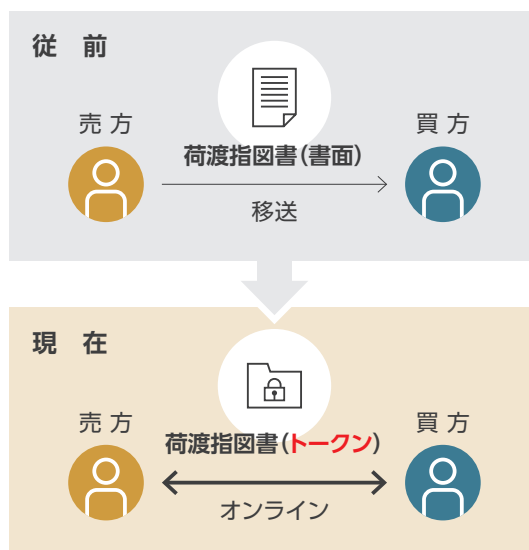 従 前
売 方
買 方
荷渡指図書(書面)
移送
現 在
売 方
買 方
荷渡指図書(トークン)
オンライン